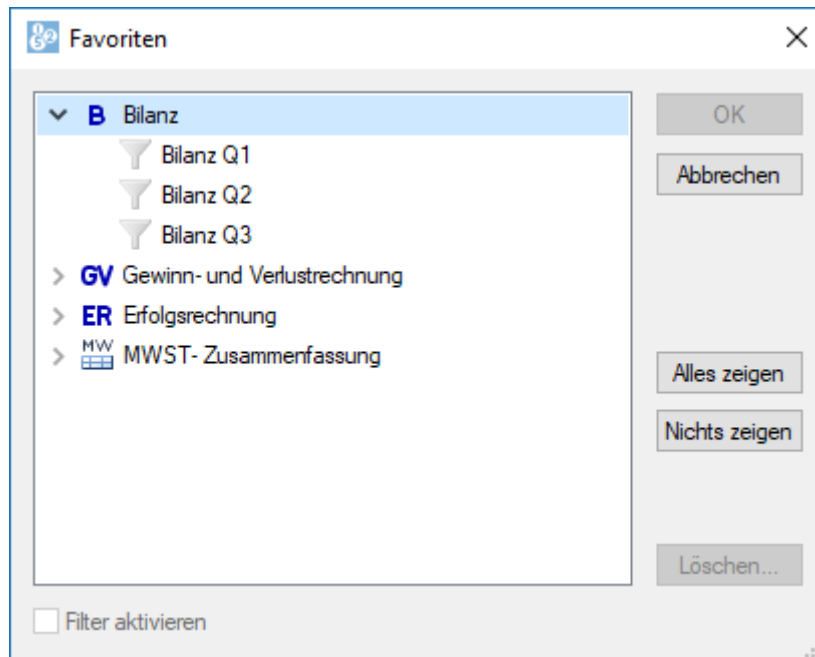 Favoriten
B Bilanz
OK
Bilanz Q1
Abbrechen
Bilanz Q2
Bilanz Q3
GV Gewinn- und Verlustrechnung
ER Erfolgsrechnung
MW MWST- Zusammenfassung
Alles zeigen
Nichts zeigen
Löschen...
Filter aktivieren